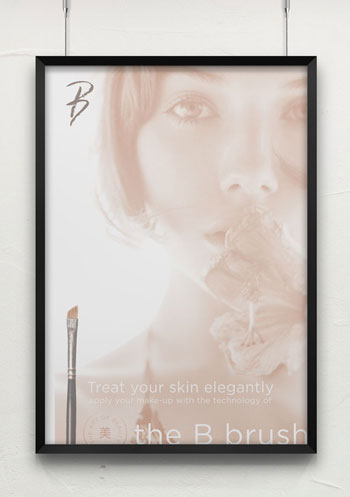 B
Treat your skin elegantly
apply your make-up with the technology of
美
the B brush